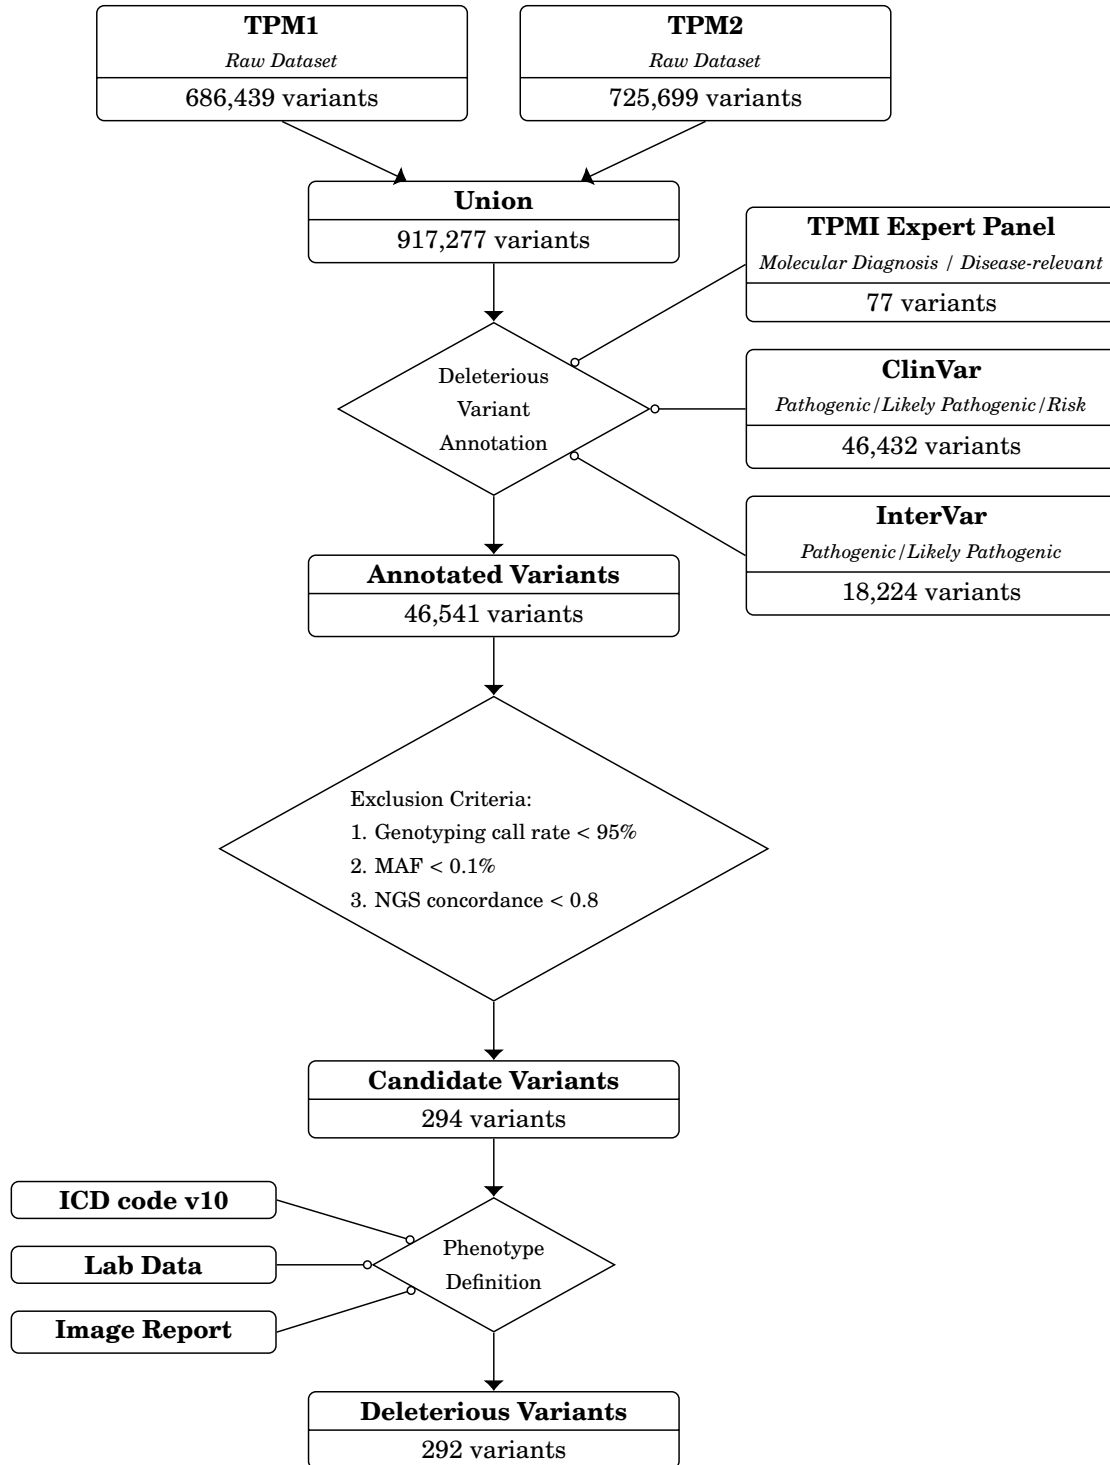 TPM1
Raw Dataset
686,439 variants
TPM2
Raw Dataset
725,699 variants
Union
917,277 variants
TPMI Expert Panel
Molecular Diagnosis / Disease-relevant
77 variants
Deleterious
Variant
Annotation
ClinVar
Pathogenic/Likely Pathogenic/Risk
46,432 variants
InterVar
Pathogenic/Likely Pathogenic
18,224 variants
Annotated Variants
46,541 variants
Exclusion Criteria:
1. Genotyping call rate < 95%
2. MAF < 0.1%
3. NGS concordance < 0.8
Candidate Variants
294 variants
ICD code v10
Lab Data
Image Report
Phenotype
Definition
Deleterious Variants
292 variants